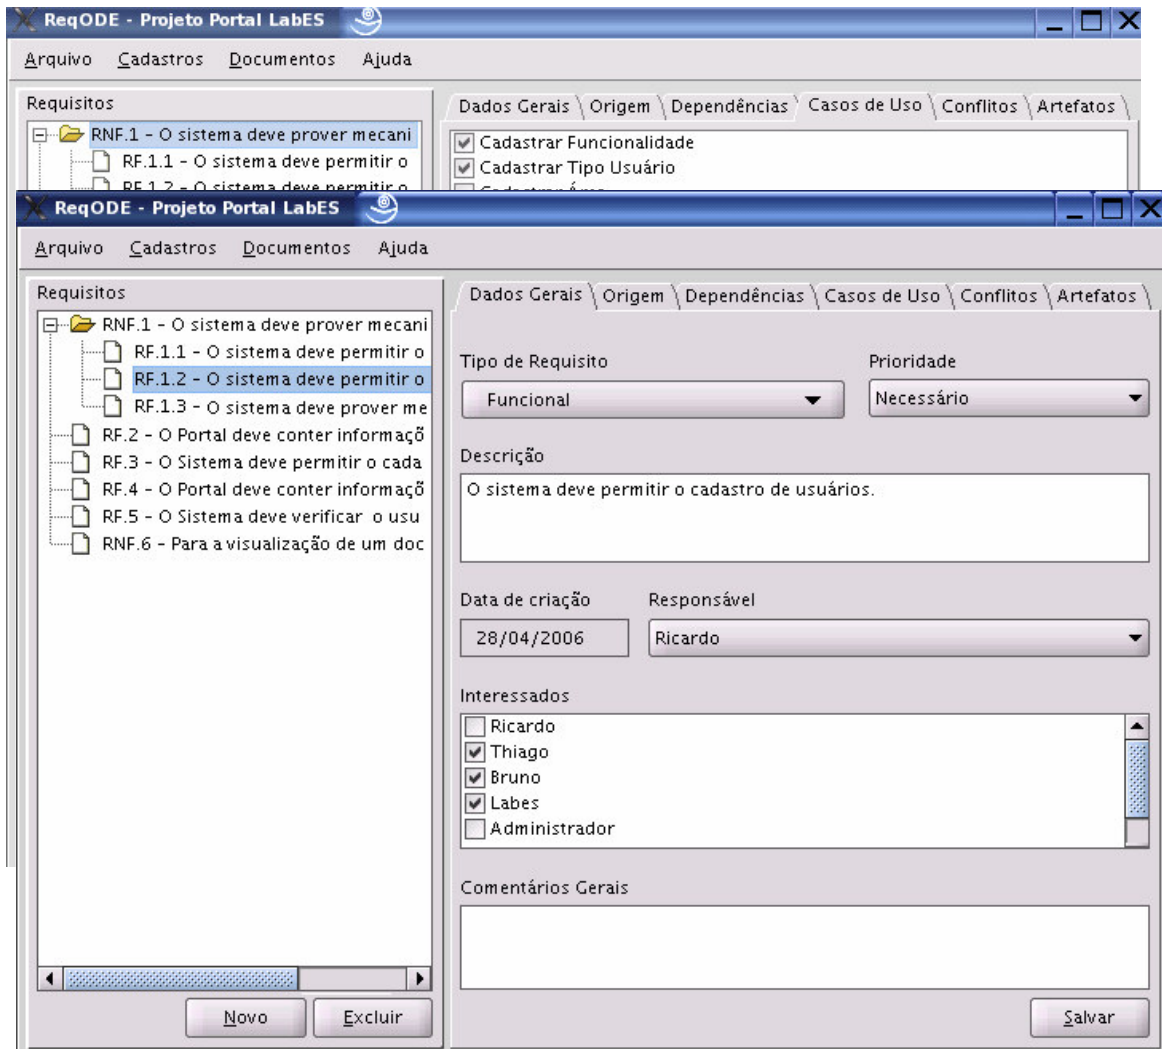 ReqODE - Projeto Portal LabES
Arquivo Cadastros Documentos Ajuda
Requisitos
Dados Gerais Origem Dependências Casos de Uso Conflitos Artefatos
RNF.1 - O sistema deve prover mecani
Cadastrar Funcionalidade
RF.1.1 - O sistema deve permitir o
Cadastrar Tipo Usuário
RF.1.2 - O sistema deve permitir o
ReqODE - Projeto Portal LabES
Arquivo Cadastros Documentos Ajuda
Requisitos
RNF.1 - O sistema deve prover mecani
RF.1.1 - O sistema deve permitir o
RF.1.2 - O sistema deve permitir o
RF.1.3 - O sistema deve prover me
RF.2 - O Portal deve conter informaçõ
RF.3 - O Sistema deve permitir o cada
RF.4 - O Portal deve conter informaçõ
RF.5 - O Sistema deve verificar o usu
RNF.6 - Para a visualização de um doc
Novo Excluir
Dados Gerais Origem Dependências Casos de Uso Conflitos Artefatos
Tipo de Requisito Prioridade
Funcional Necessário
Descrição
O sistema deve permitir o cadastro de usuários.
Data de criação Responsável
28/04/2006 Ricardo
Interessados
Ricardo
Thiago
Bruno
Labes
Administrador
Comentários Gerais
Salvar